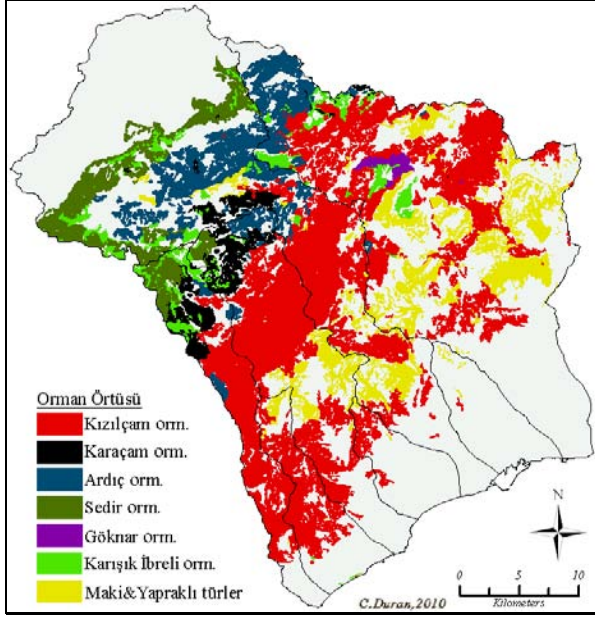 Orman Örtüsü
Kızılçam orm.
Karaçam orm.
Ardıç orm.
Sedir orm.
Göknar orm.
Karışık İbreli orm.
Maki&Yapraklı türler
N
0 5 10
Kilometers
C.Duran,2010